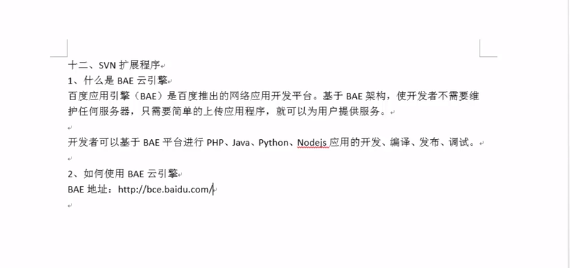 十二、SVN 扩展程序
1、什么是 BAE 云引擎
百度应用引擎（BAE）是百度推出的网络应用开发平台。基于 BAE 架构，使开发者不需要维
护任何服务器，只需要简单的上传应用程序，就可以为用户提供服务。
开发者可以基于 BAE 平台进行 PHP、Java、Python、Nodejs 应用的开发、编译、发布、调试。
2、如何使用 BAE 云引擎
BAE 地址：http://bce.baidu.com/